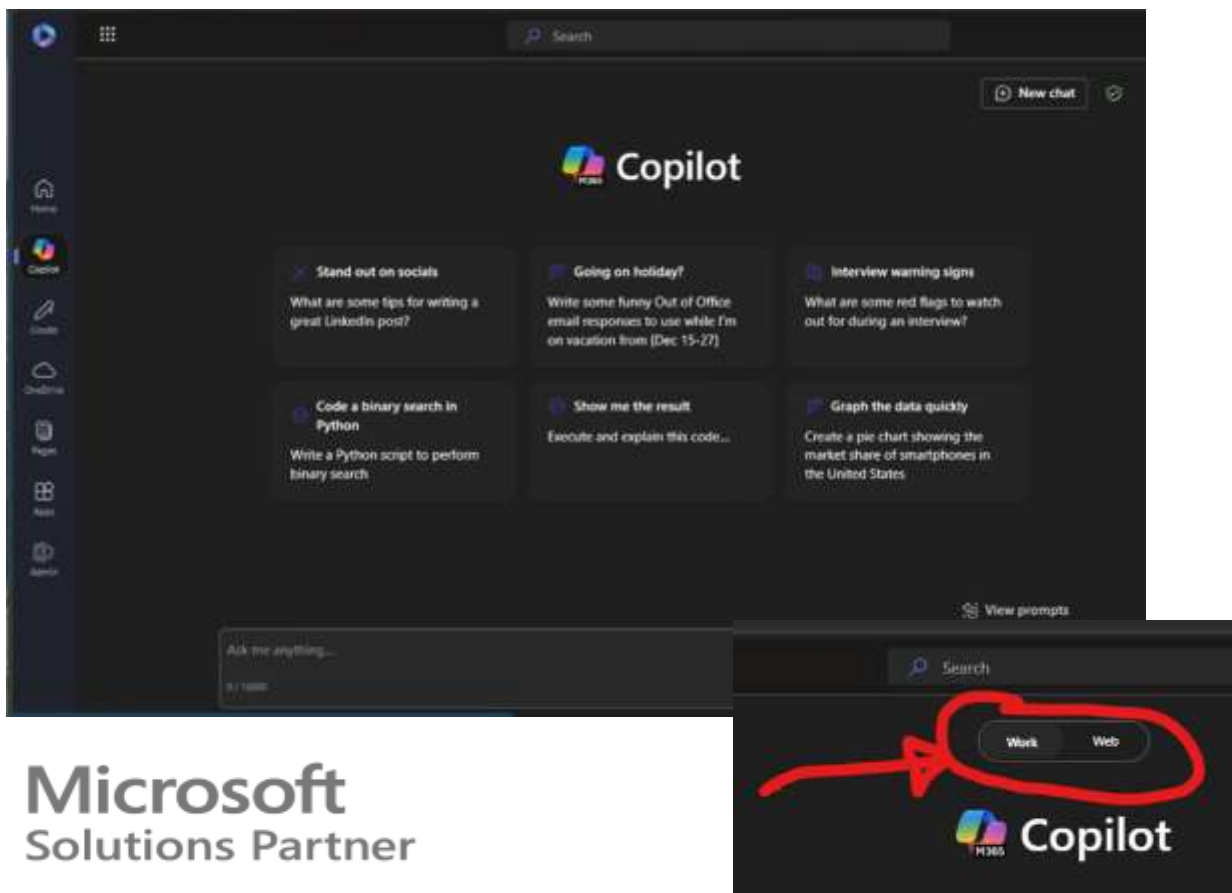 Search
New chat
M365
Copilot
Home
Copilot
Create
OneDrive
Pages
Apps
Admin
Stand out on socials
What are some tips for writing a
great LinkedIn post?
Going on holiday?
Write some funny Out of Office
email responses to use while I'm
on vacation from [Dec 15-27]
Interview warning signs
What are some red flags to watch
out for during an interview?
Code a binary search in
Python
Write a Python script to perform
binary search
Show me the result
Execute and explain this code...
Graph the data quickly
Create a pie chart showing the
market share of smartphones in
the United States
View prompts
Ask me anything...
Search
Work Web
M365
Copilot
Microsoft
Solutions Partner